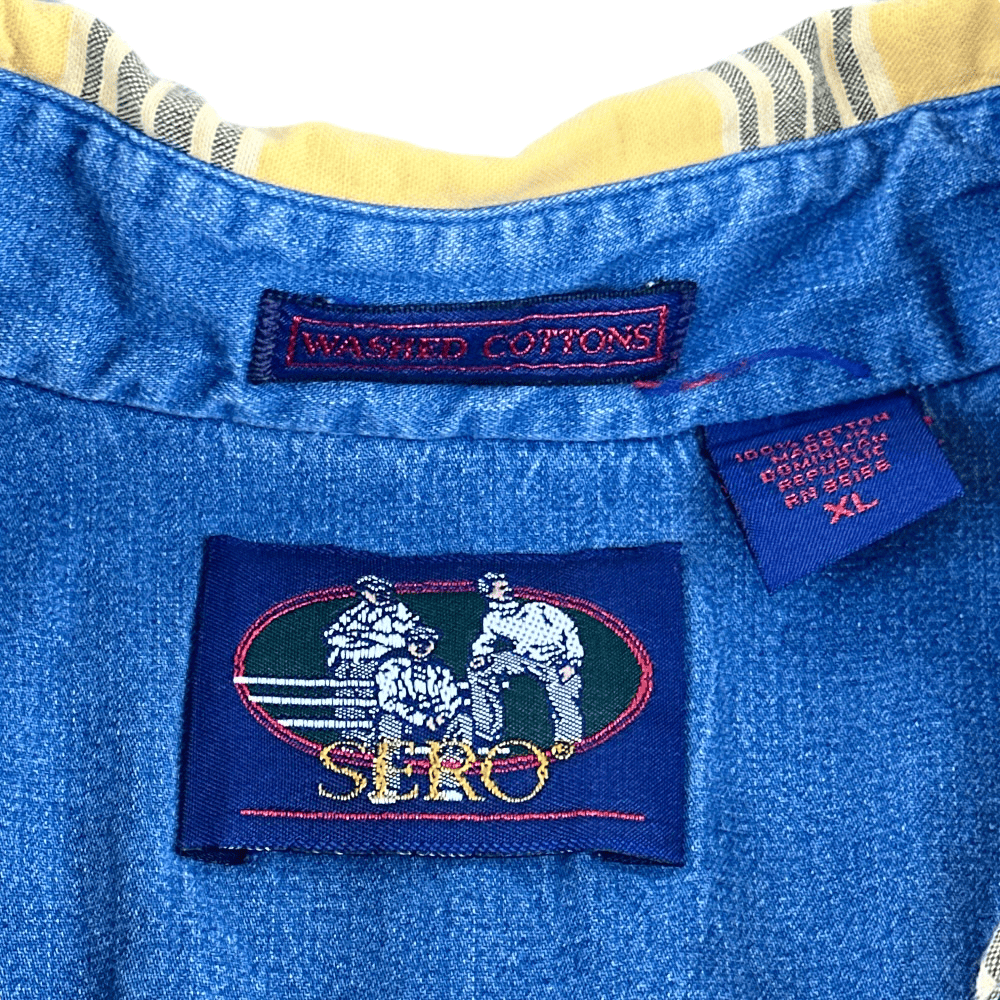 WASHED COTTONS
100% COTTON
MADE IN
DOMINICAN
REPUBLIC
XL
SERO®